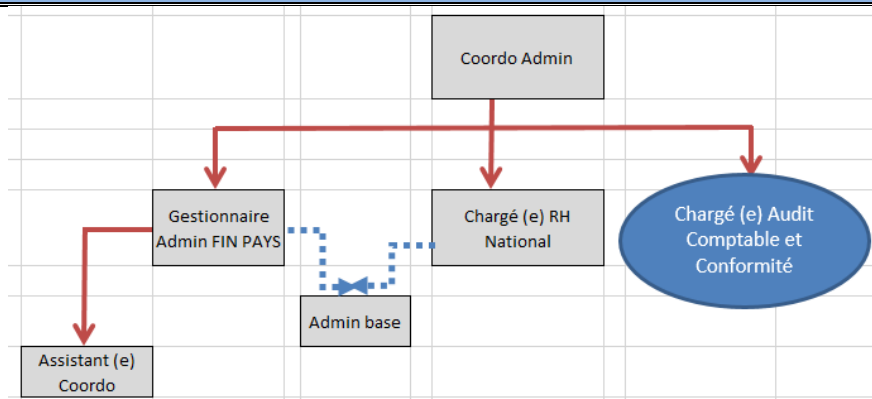 Coordo Admin
Gestionnaire
Admin FIN PAYS
Chargé (e) RH
National
Chargé (e) Audit
Comptable et
Conformité
Admin base
Assistant (e)
Coordo